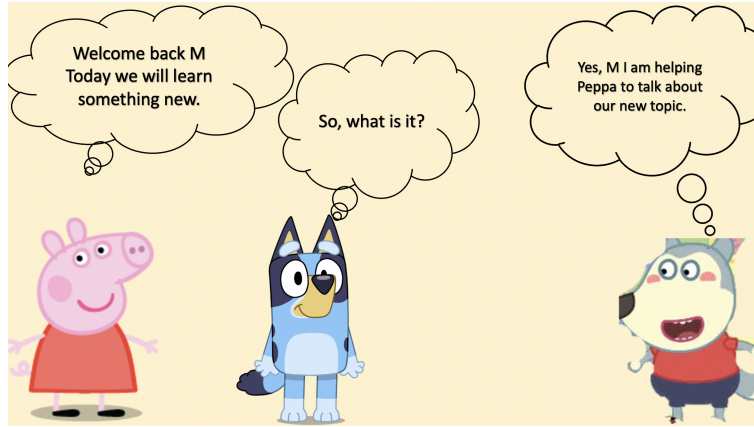 Welcome back M
Today we will learn
something new.
So, what is it?
Yes, M I am helping
Peppa to talk about
our new topic.